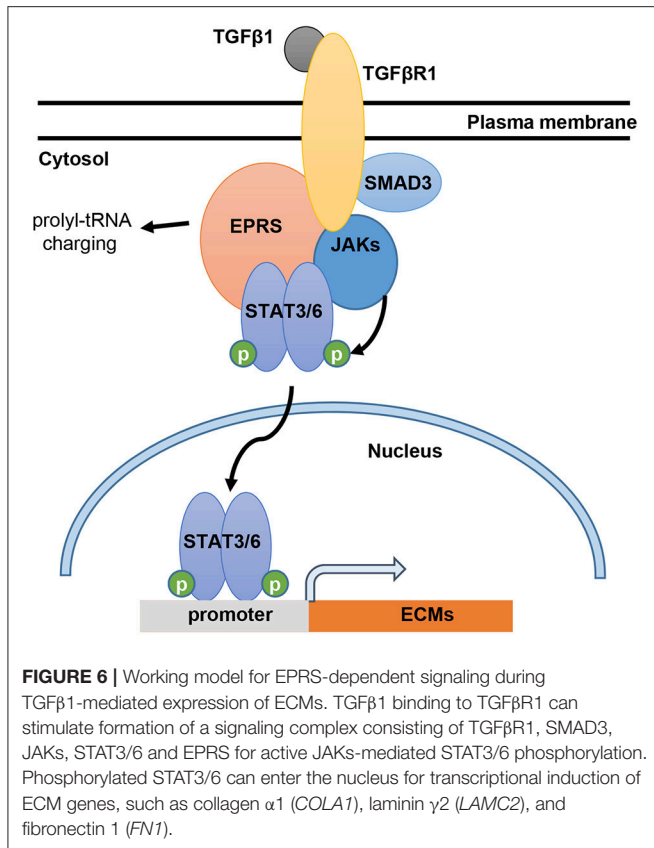 TGFβ1
TGFβR1
Plasma membrane
Cytosol
SMAD3
prolyl-tRNA
charging
EPRS
JAKs
STAT3/6
p
p
Nucleus
STAT3/6
p
p
promoter
ECMs
FIGURE 6 | Working model for EPRS-dependent signaling during
TGFβ1-mediated expression of ECMs. TGFβ1 binding to TGFβR1 can
stimulate formation of a signaling complex consisting of TGFβR1, SMAD3,
JAKs, STAT3/6 and EPRS for active JAKs-mediated STAT3/6 phosphorylation.
Phosphorylated STAT3/6 can enter the nucleus for transcriptional induction of
ECM genes, such as collagen α1 (COLA1), laminin γ2 (LAMC2), and
fibronectin 1 (FN1).